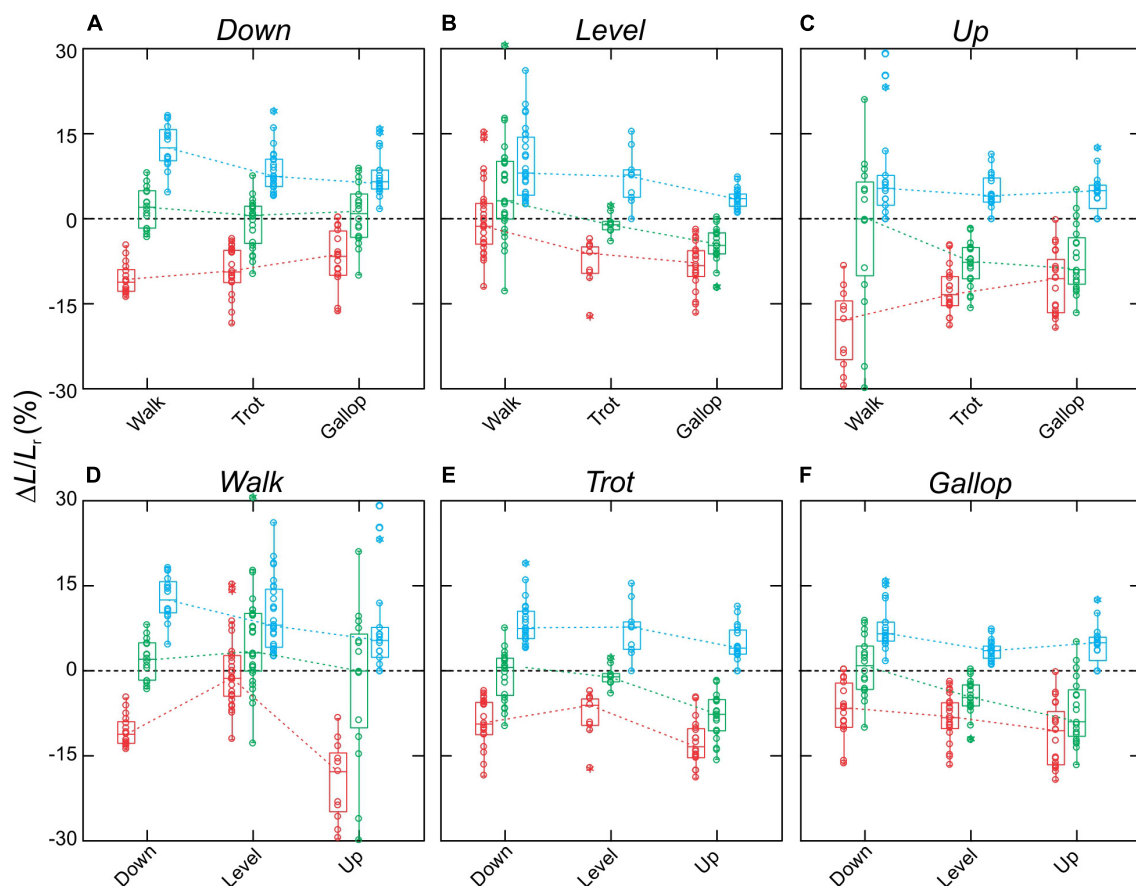 A Down
B Level
C Up
30
15
0
-15
-30
Walk Trot Gallop
Walk Trot Gallop
Walk Trot Gallop
ΔL/Lr (%)
D Walk
E Trot
F Gallop
30
15
0
-15
-30
Down Level Up
Down Level Up
Down Level Up